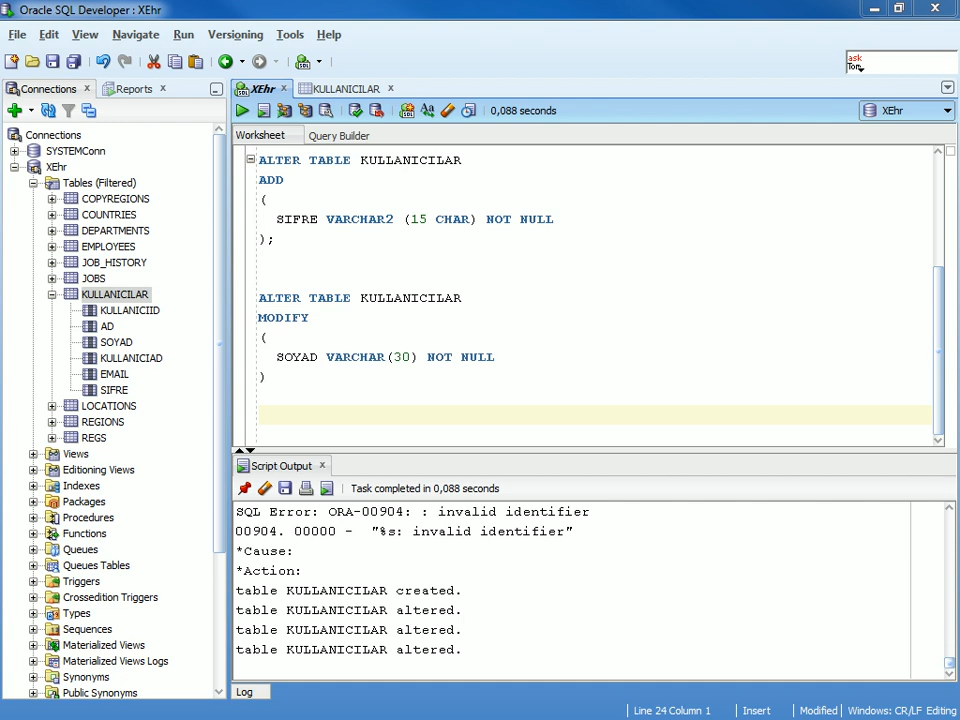 Oracle SQL Developer : XEhr
File Edit View Navigate Run Versioning Tools Help
ask
Tom
Connections Reports
XEhr KULLANICILAR
0,088 seconds XEhr
Worksheet Query Builder
Connections
SYSTEMConn
XEhr
Tables (Filtered)
COPYREGIONS
COUNTRIES
DEPARTMENTS
EMPLOYEES
JOB_HISTORY
JOBS
KULLANICILAR
KULLANICIID
AD
SOYAD
KULLANICIAD
EMAIL
SIFRE
LOCATIONS
REGIONS
REGS
Views
Editioning Views
Indexes
Packages
Procedures
Functions
Queues
Queues Tables
Triggers
Crossedition Triggers
Types
Sequences
Materialized Views
Materialized Views Logs
Synonyms
Public Synonyms
ALTER TABLE KULLANICILAR
ADD
(
SIFRE VARCHAR2 (15 CHAR) NOT NULL
);
ALTER TABLE KULLANICILAR
MODIFY
(
SOYAD VARCHAR(30) NOT NULL
)
Script Output
Task completed in 0,088 seconds
SQL Error: ORA-00904: : invalid identifier
00904. 00000 - "%s: invalid identifier"
*Cause:
*Action:
table KULLANICILAR created.
table KULLANICILAR altered.
table KULLANICILAR altered.
table KULLANICILAR altered.
Log
Line 24 Column 1 Insert Modified Windows: CR/LF Editing